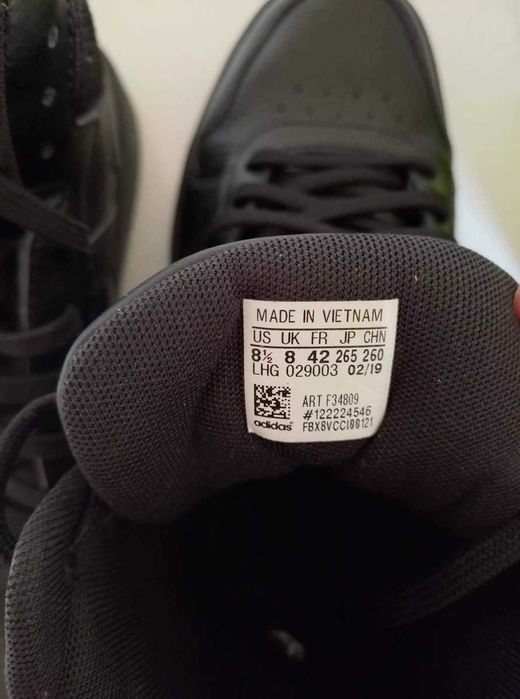 MADE IN VIETNAM
US UK FR JP CHN
8½ 8 42 265 260
LHG 029003 02/19
ART F34809
#122224546
adidas FBX8VCCI00121